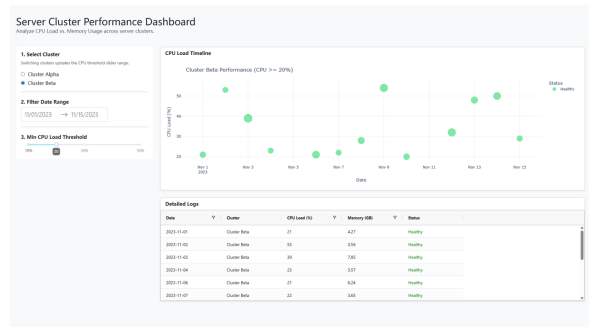 Server Cluster Performance Dashboard
Analyze CPU Load vs. Memory Usage across server clusters.
1. Select Cluster
Switching clusters updates the CPU threshold slider range.
Cluster Alpha
Cluster Beta
2. Filter Date Range
11/01/2023 → 11/15/2023
3. Min CPU Load Threshold
10%
20
30%
50%
CPU Load Timeline
Cluster Beta Performance (CPU >= 20%)
CPU Load (%)
50
40
30
20
Nov 1
2023
Nov 3
Nov 5
Nov 7
Nov 9
Nov 11
Nov 13
Nov 15
Date
Status
Healthy
Detailed Logs
Date Cluster CPU Load (%) Memory (GB) Status
2023-11-01 Cluster Beta 21 4.27 Healthy
2023-11-02 Cluster Beta 53 3.56 Healthy
2023-11-03 Cluster Beta 39 7.85 Healthy
2023-11-04 Cluster Beta 23 3.57 Healthy
2023-11-06 Cluster Beta 21 6.24 Healthy
2023-11-07 Cluster Beta 22 3.65 Healthy